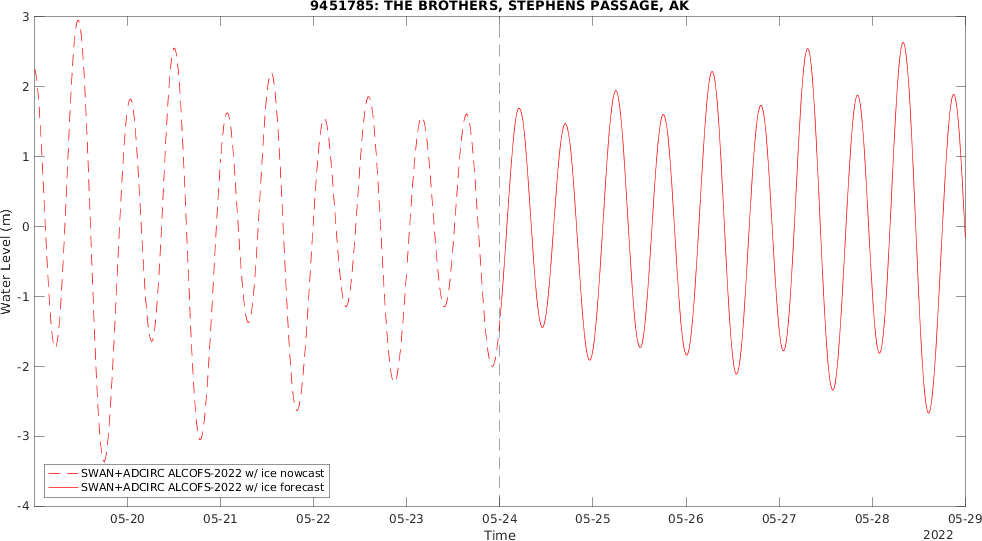 9451785: THE BROTHERS, STEPHENS PASSAGE, AK
3
2
1
0
-1
-2
-3
-4
Water Level (m)
SWAN+ADCIRC ALCOFS-2022 w/ ice nowcast
SWAN+ADCIRC ALCOFS-2022 w/ ice forecast
05-20 05-21 05-22 05-23 05-24 05-25 05-26 05-27 05-28 05-29
Time
2022